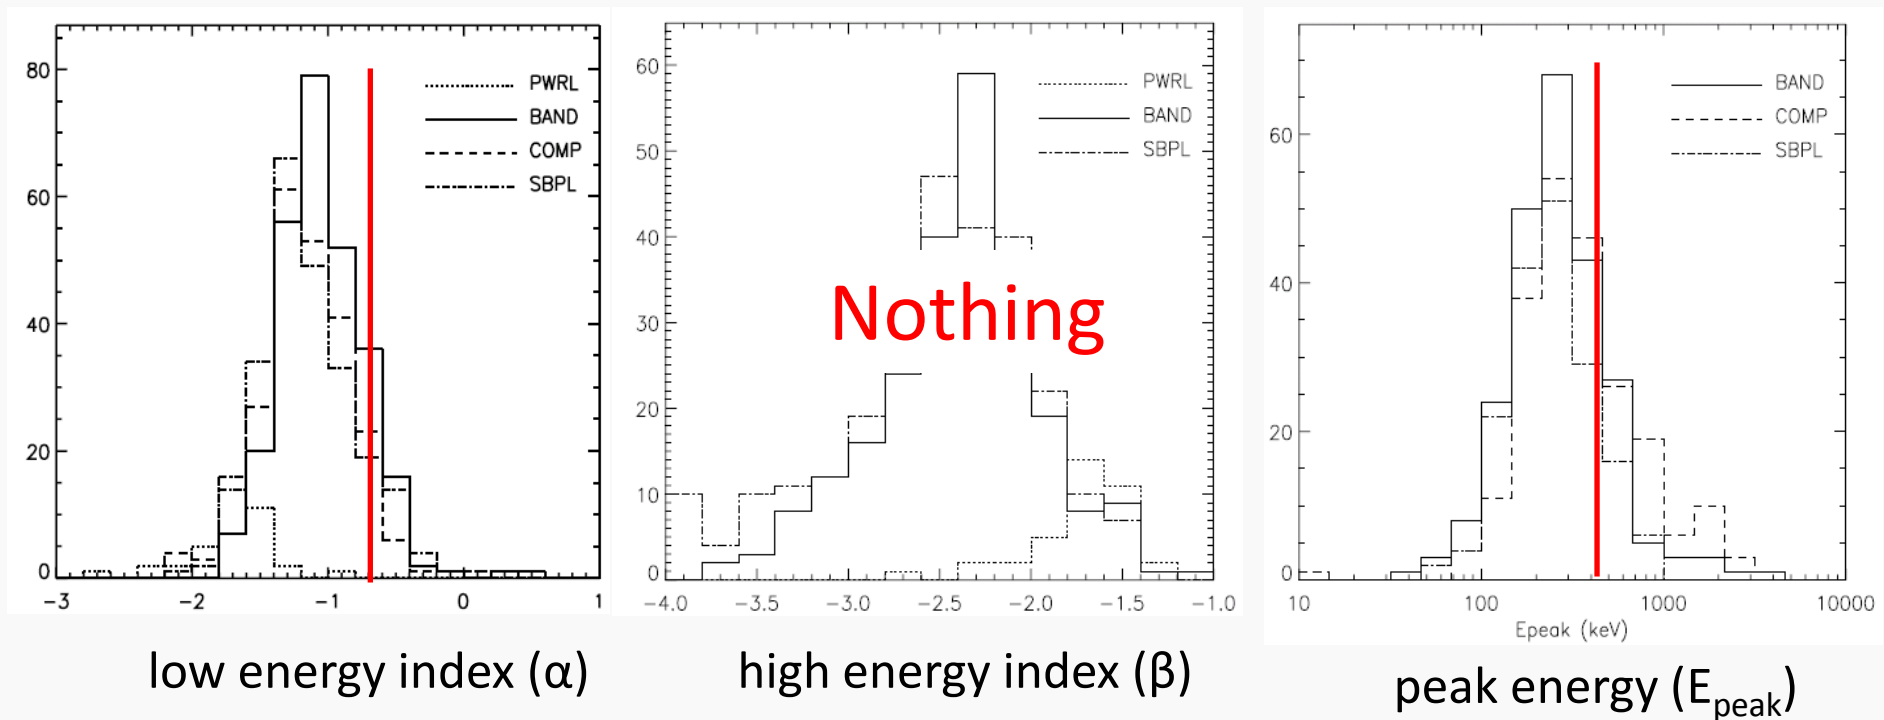 80
60
40
20
0
-3
-2
-1
0
1
PWRL
BAND
COMP
SBPL
low energy index (α)
60
50
40
30
20
10
0
-4.0
-3.5
-3.0
-2.5
-2.0
-1.5
-1.0
PWRL
BAND
SBPL
Nothing
high energy index (β)
60
40
20
0
10
100
1000
10000
BAND
COMP
SBPL
Epeak (keV)
peak energy (Epeak)